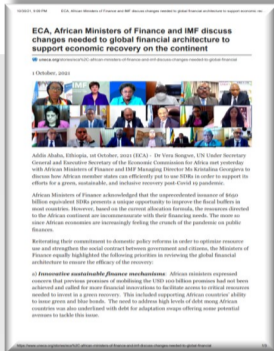 ECA, African Ministers of Finance and IMF discuss
changes needed to global financial architecture to
support economic recovery on the continent
1 October, 2021
Addis Ababa, Ethiopia, 1st October, 2021 (ECA) - Dr Vera Songwe, UN Under Secretary
General and Executive Secretary of the Economic Commission for Africa met yesterday
with African Ministers of Finance and IMF Managing Director Ms Kristalina Georgieva to
discuss how African member states can efficiently put to use SDRs in order to support its
efforts for a green, sustainable, and inclusive recovery post-Covid 19 pandemic.
African Ministers of Finance acknowledged that the unprecedented issuance of $650
billion equivalent SDRs presents a unique opportunity to improve the fiscal buffers in
most countries. However, based on the current allocation formula, the resources directed
to the African continent are incommensurate with their financing needs. The more so
since African economies are increasingly feeling the crunch of the pandemic on public
finances.
Reiterating their commitment to domestic policy reforms in order to optimize resource
use and strengthen the social contract between government and citizens, the Ministers of
Finance equally highlighted the following priorities in reviewing the global financial
architecture to ensure the efficacy of the recovery:
a) Innovative sustainable finance mechanisms: African ministers expressed
concern that previous promises of mobilising the USD 100 billion promises had not been
achieved and called for more financial innovations to facilitate access to critical resources
needed to invest in a green recovery. This included supporting African countries' ability
to issue green and blue bonds. The need to address high levels of debt using African
countries was also underlined with debt for adaptation swaps offering some potential
avenues to tackle this issue.